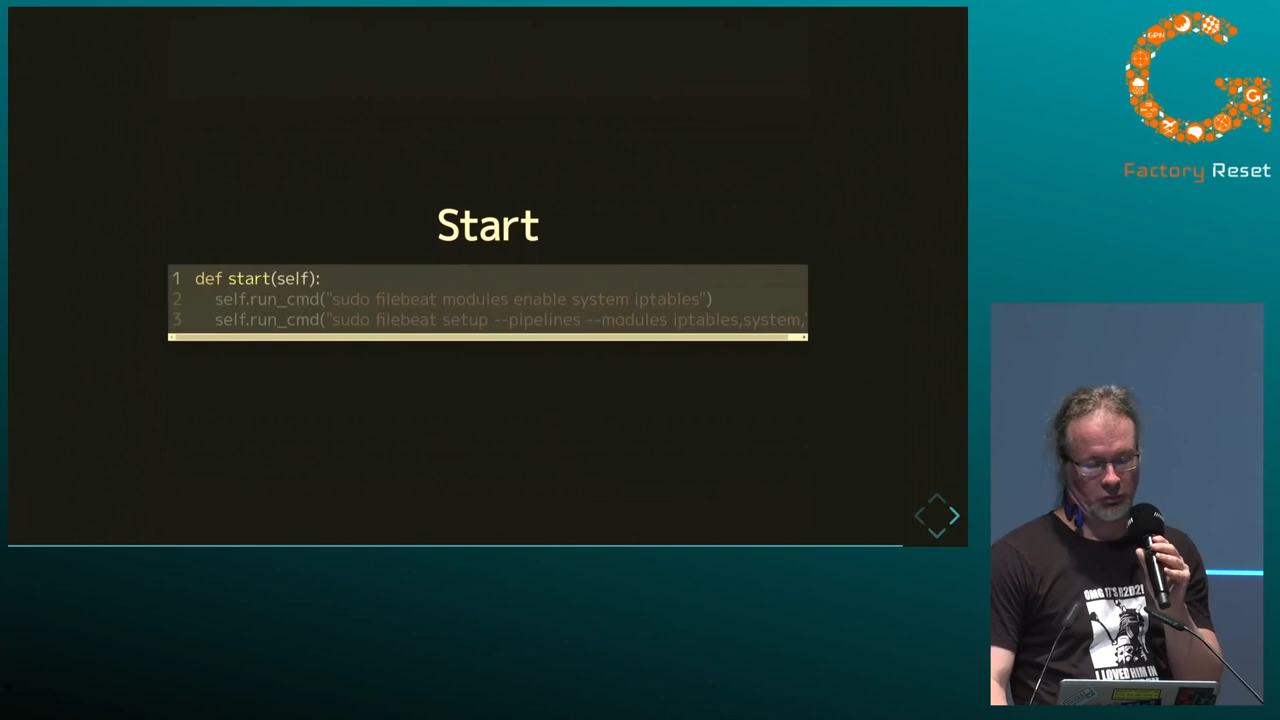 GPN
Factory Reset
Start
1 def start(self):
2 self.run_cmd("sudo filebeat modules enable system iptables")
3 self.run_cmd("sudo filebeat setup --pipelines --modules iptables,system,"
OMG IT'S R2D2!
I LOVED HIM IN